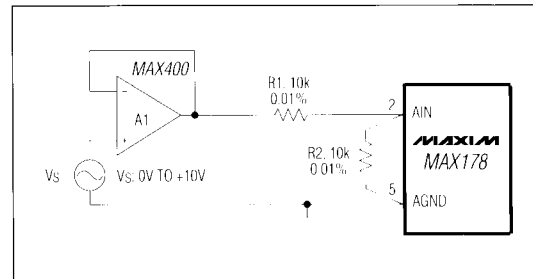 MAX400
A1
−
+
R1. 10k
0.01%
2
AIN
MAXIM
MAX178
R2. 10k
0.01%
5
AGND
Vs
Vs: 0V TO +10V